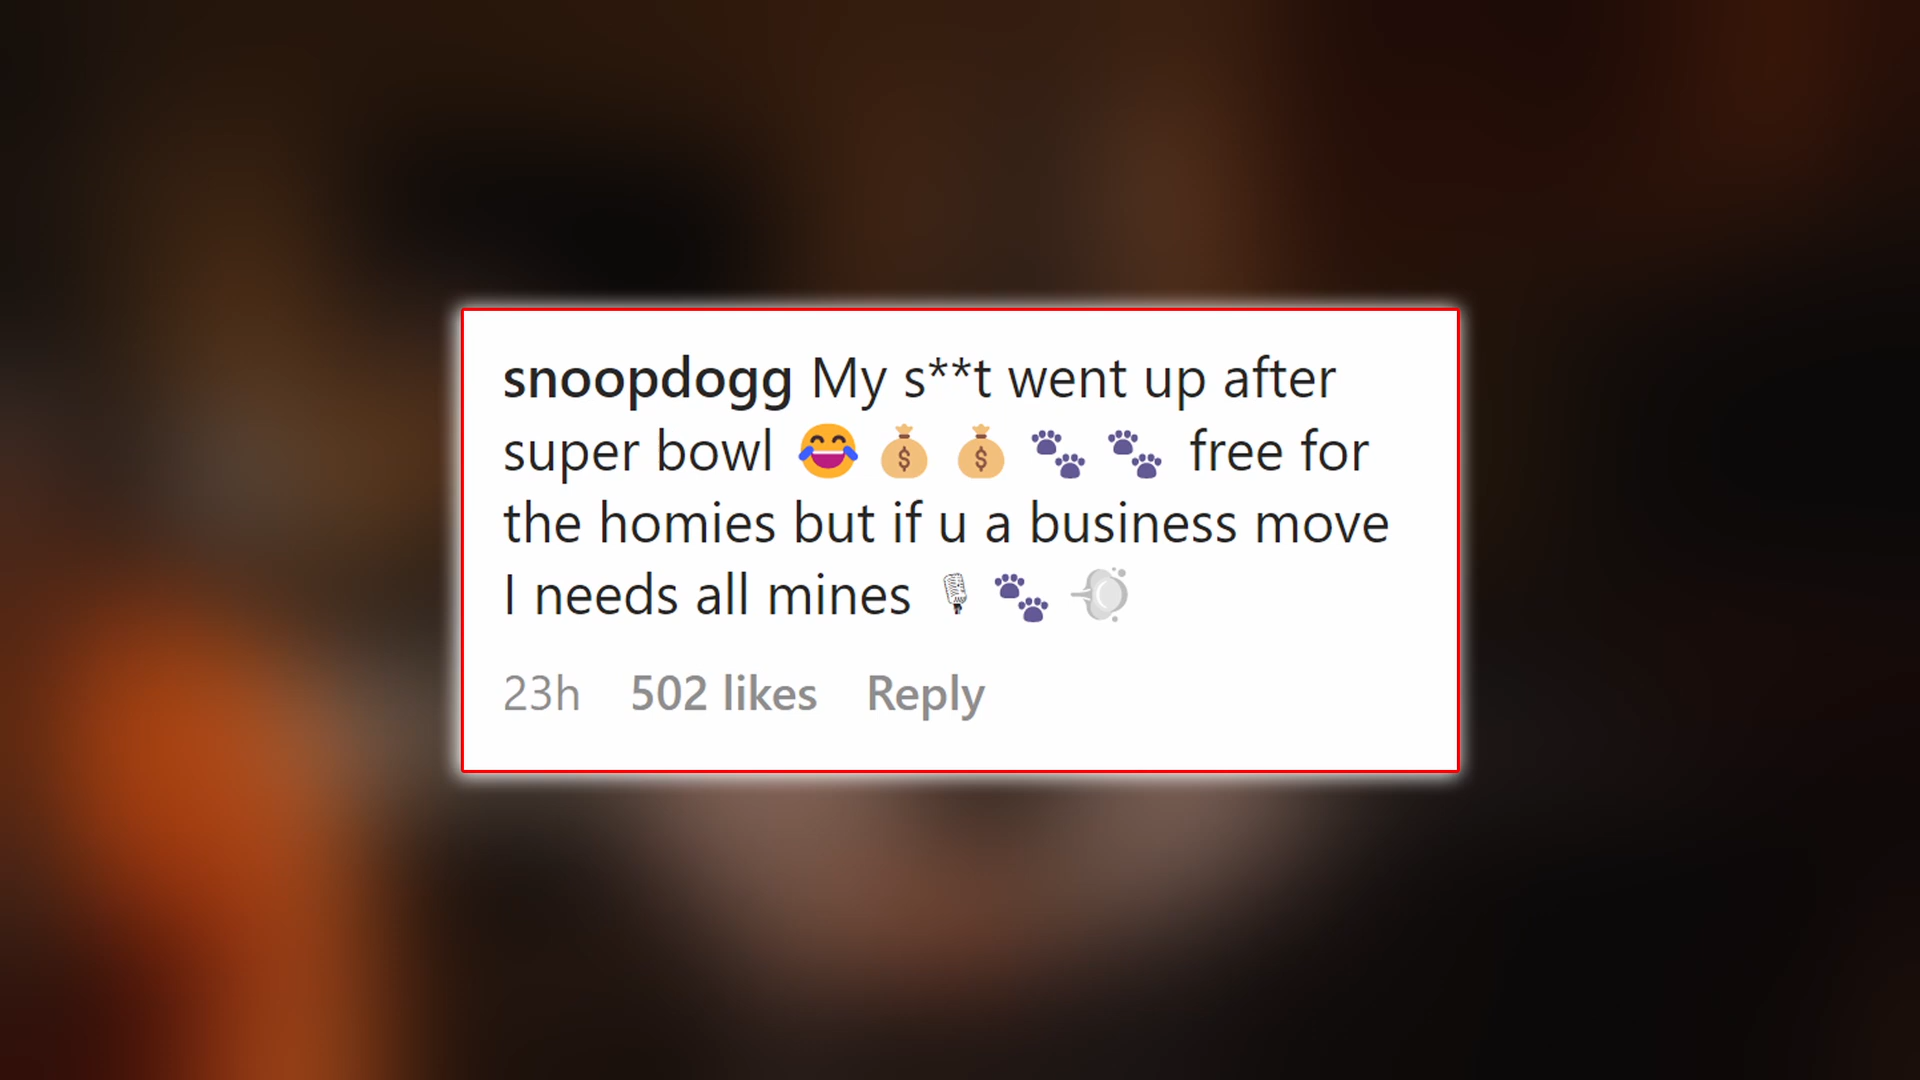 snoopdogg My s**t went up after
super bowl 😂 💰 💰 🐾 🐾 free for
the homies but if u a business move
I needs all mines 🎙 🐾 💨
23h 502 likes Reply